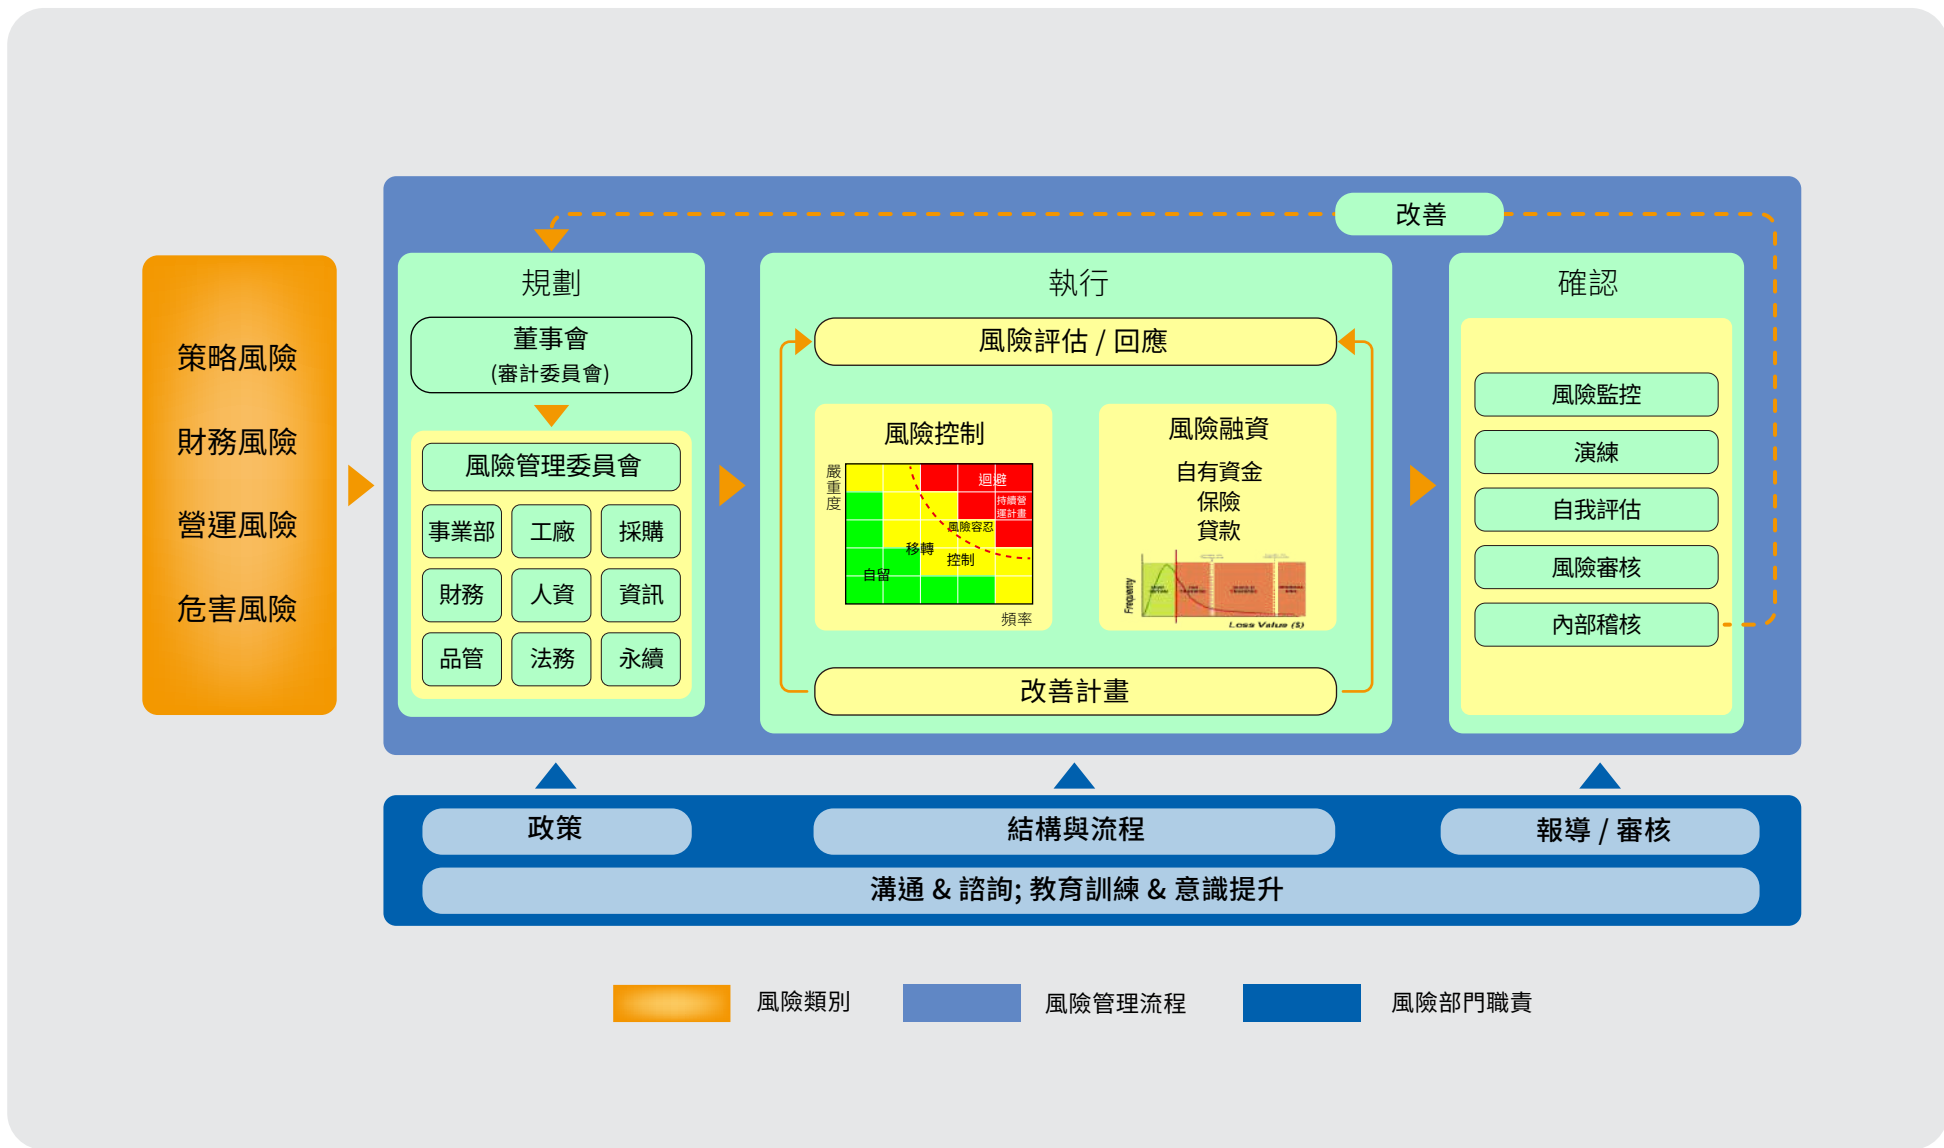 改善
策略風險
財務風險
營運風險
危害風險
規劃
董事會
(審計委員會)
風險管理委員會
事業部
工廠
採購
財務
人資
資訊
品管
法務
永續
執行
風險評估 / 回應
風險控制
嚴重度
迴避
持續營
運計畫
風險容忍
移轉
控制
自留
頻率
風險融資
自有資金
保險
貸款
Frequency
Loss Value ($)
改善計畫
確認
風險監控
演練
自我評估
風險審核
內部稽核
政策
結構與流程
報導 / 審核
溝通 & 諮詢; 教育訓練 & 意識提升
風險類別
風險管理流程
風險部門職責